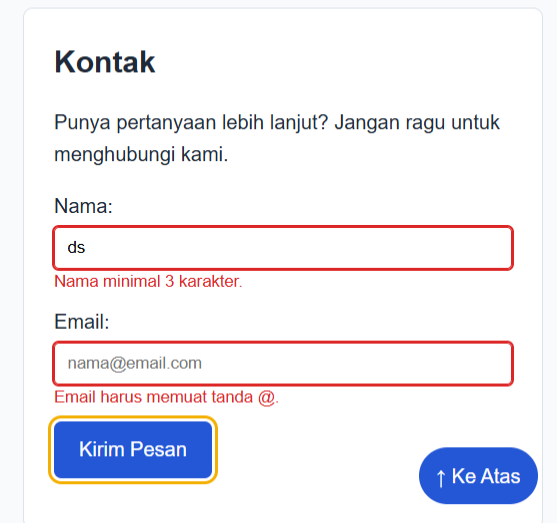 Kontak
Punya pertanyaan lebih lanjut? Jangan ragu untuk
menghubungi kami.
Nama:
ds
Nama minimal 3 karakter.
Email:
nama@email.com
Email harus memuat tanda @.
Kirim Pesan
↑ Ke Atas